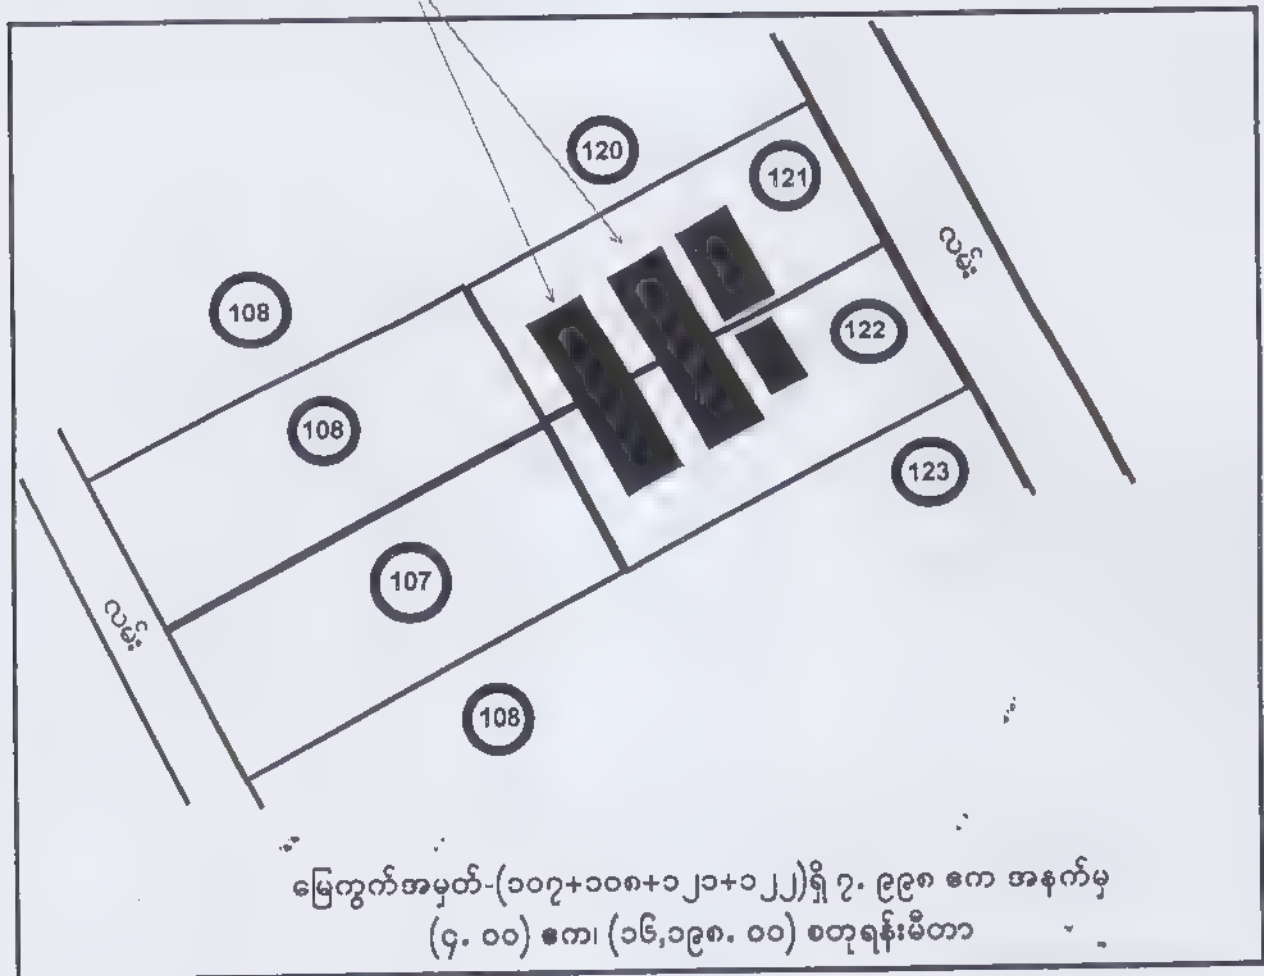 120
121
လမ်း
108
122
108
123
107
လမ်း
108
မြေကွက်အမှတ်-(၁၀၇+၁၀၈+၁၂၁+၁၂၂)ရှိ ၇. ၉၉၈ ဧက အနက်မှ
(၄. ၀၀) ဧက၊ (၁၆,၁၉၈. ၀၀) စတုရန်းမီတာ